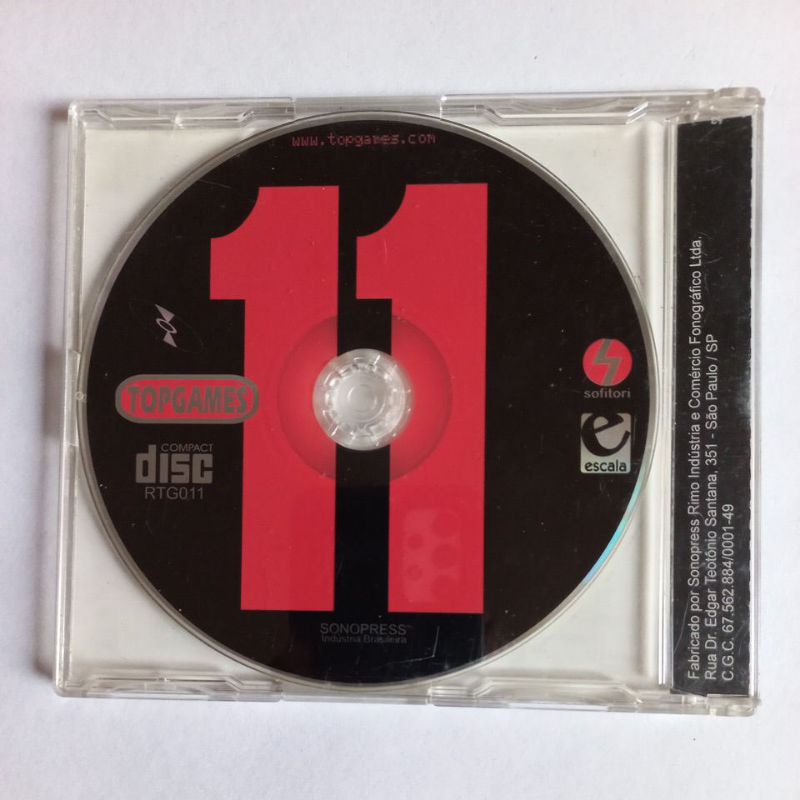 www.topgames.com
11
TOPGAMES
COMPACT
disc
RTG011
sofitori
e
escala
SONOPRESS
Indústria Brasileira
Fabricado por Sonopress Rimo Indústria e Comércio Fonográfico Ltda.
Rua Dr. Edgar Teotônio Santana, 351 - São Paulo / SP
C.G.C. 67.562.884/0001-49